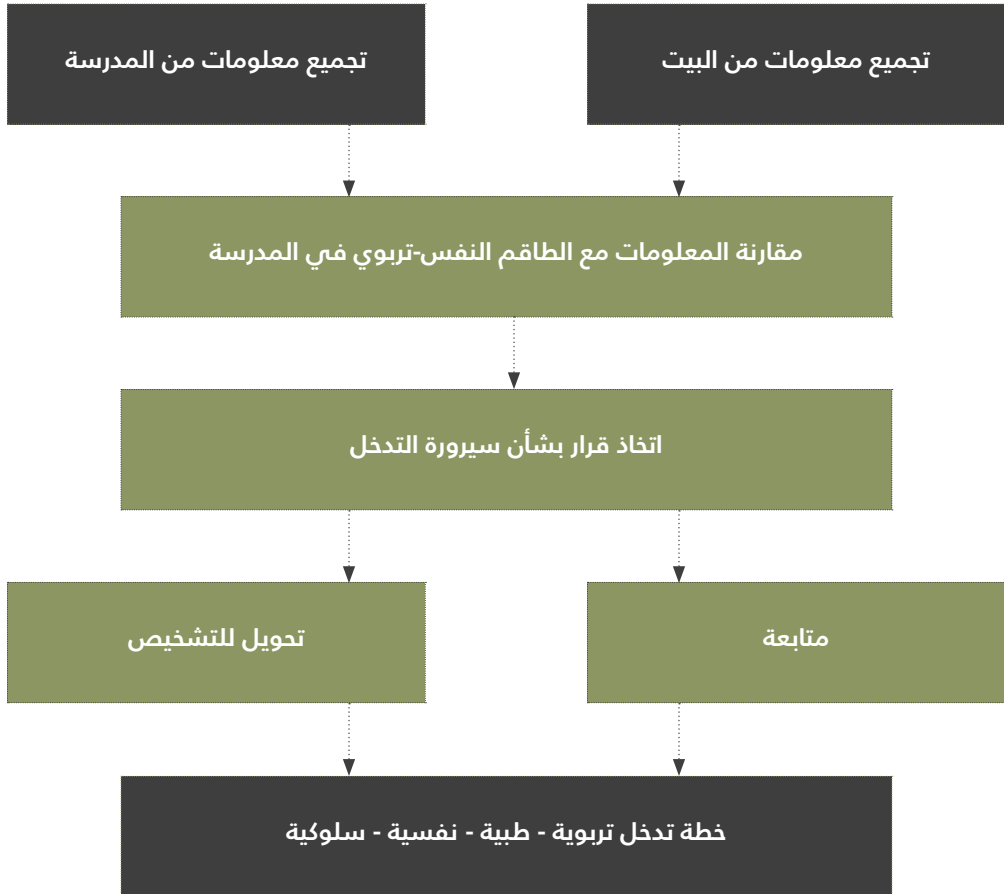 تجميع معلومات من البيت
تجميع معلومات من المدرسة
مقارنة المعلومات مع الطاقم النفس-تربوي في المدرسة
اتخاذ قرار بشأن سيرورة التدخل
متابعة
تحويل للتشخيص
خطة تدخل تربوية - طبية - نفسية - سلوكية